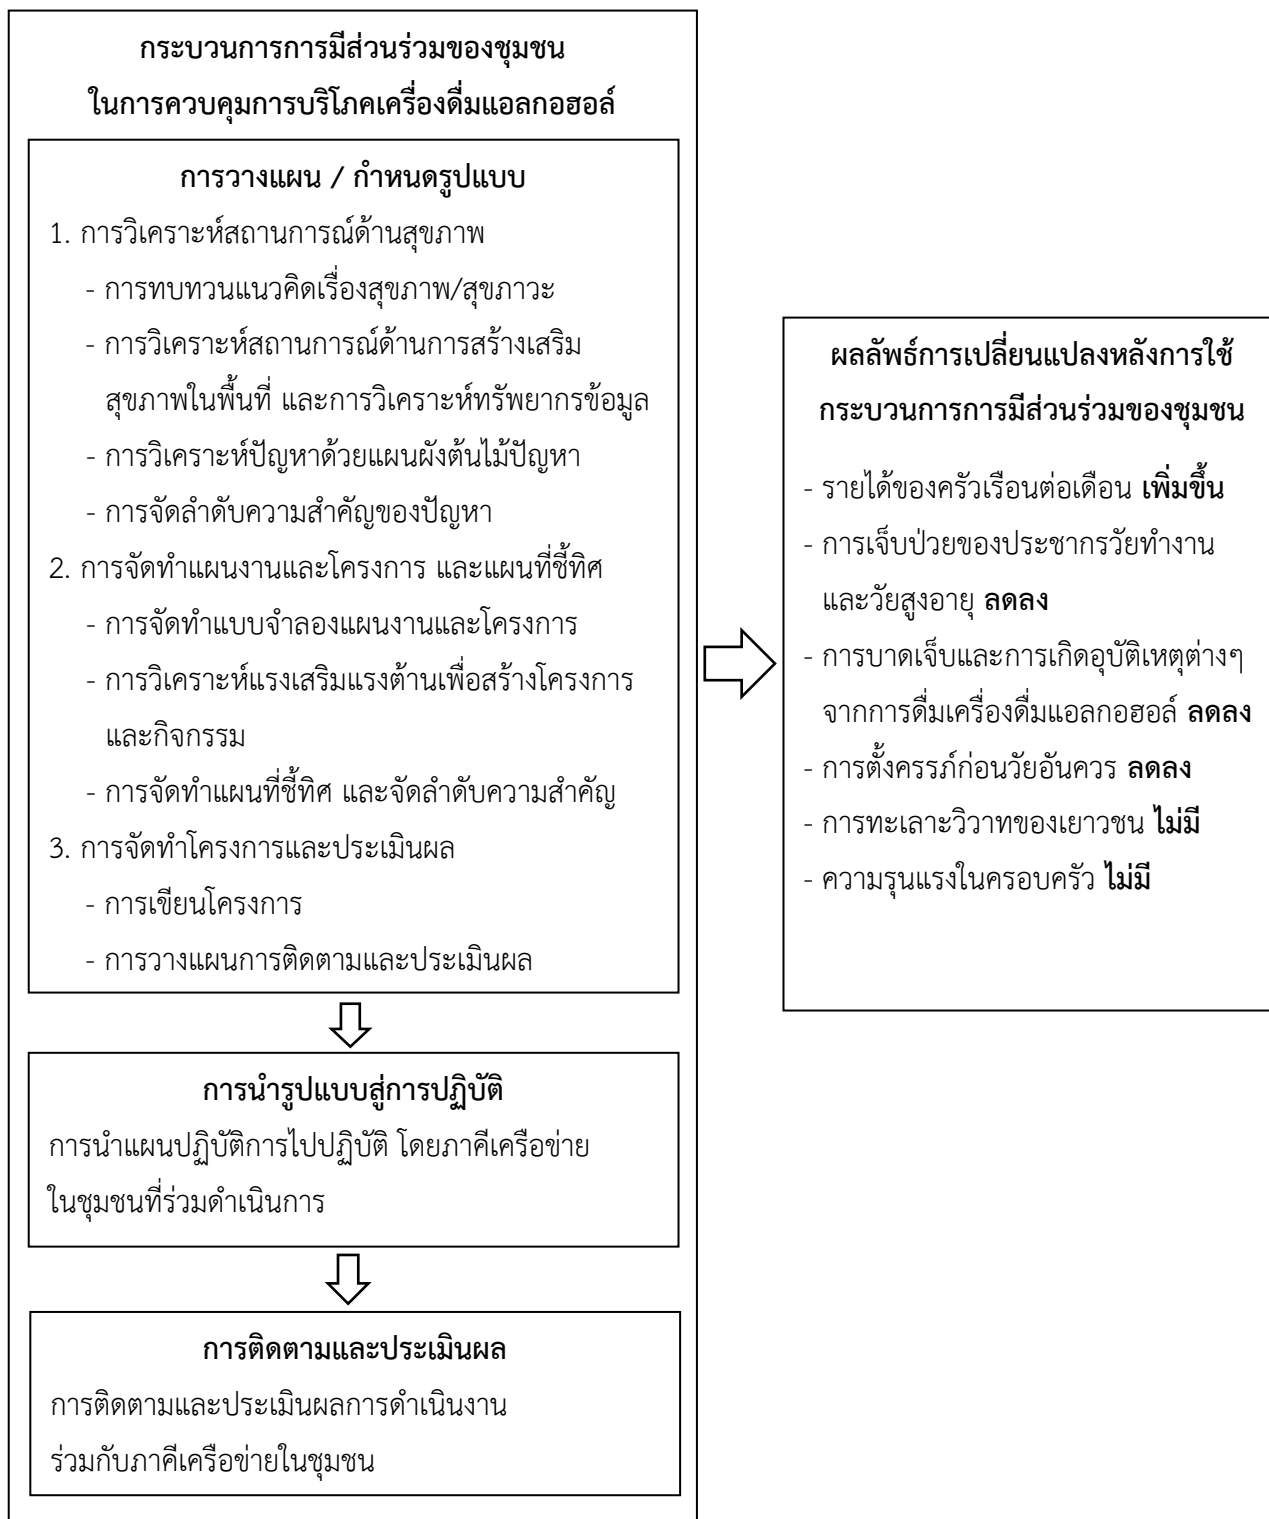 กระบวนการการมีส่วนร่วมของชุมชน
ในการควบคุมการบริโภคเครื่องดื่มแอลกอฮอล์
การวางแผน / กำหนดรูปแบบ
1. การวิเคราะห์สถานการณ์ด้านสุขภาพ
- การทบทวนแนวคิดเรื่องสุขภาพ/สุขภาวะ
- การวิเคราะห์สถานการณ์ด้านการสร้างเสริม
สุขภาพในพื้นที่ และการวิเคราะห์ทรัพยากรข้อมูล
- การวิเคราะห์ปัญหาด้วยแผนผังต้นไม้ปัญหา
- การจัดลำดับความสำคัญของปัญหา
2. การจัดทำแผนงานและโครงการ และแผนที่ชี้ทิศ
- การจัดทำแบบจำลองแผนงานและโครงการ
- การวิเคราะห์แรงเสริมแรงต้านเพื่อสร้างโครงการ
และกิจกรรม
- การจัดทำแผนที่ชี้ทิศ และจัดลำดับความสำคัญ
3. การจัดทำโครงการและประเมินผล
- การเขียนโครงการ
- การวางแผนการติดตามและประเมินผล
การนำรูปแบบสู่การปฏิบัติ
การนำแผนปฏิบัติการไปปฏิบัติ โดยภาคีเครือข่าย
ในชุมชนที่ร่วมดำเนินการ
การติดตามและประเมินผล
การติดตามและประเมินผลการดำเนินงาน
ร่วมกับภาคีเครือข่ายในชุมชน
ผลลัพธ์การเปลี่ยนแปลงหลังการใช้
กระบวนการการมีส่วนร่วมของชุมชน
- รายได้ของครัวเรือนต่อเดือน เพิ่มขึ้น
- การเจ็บป่วยของประชากรวัยทำงาน
และวัยสูงอายุ ลดลง
- การบาดเจ็บและการเกิดอุบัติเหตุต่างๆ
จากการดื่มเครื่องดื่มแอลกอฮอล์ ลดลง
- การตั้งครรภ์ก่อนวัยอันควร ลดลง
- การทะเลาะวิวาทของเยาวชน ไม่มี
- ความรุนแรงในครอบครัว ไม่มี